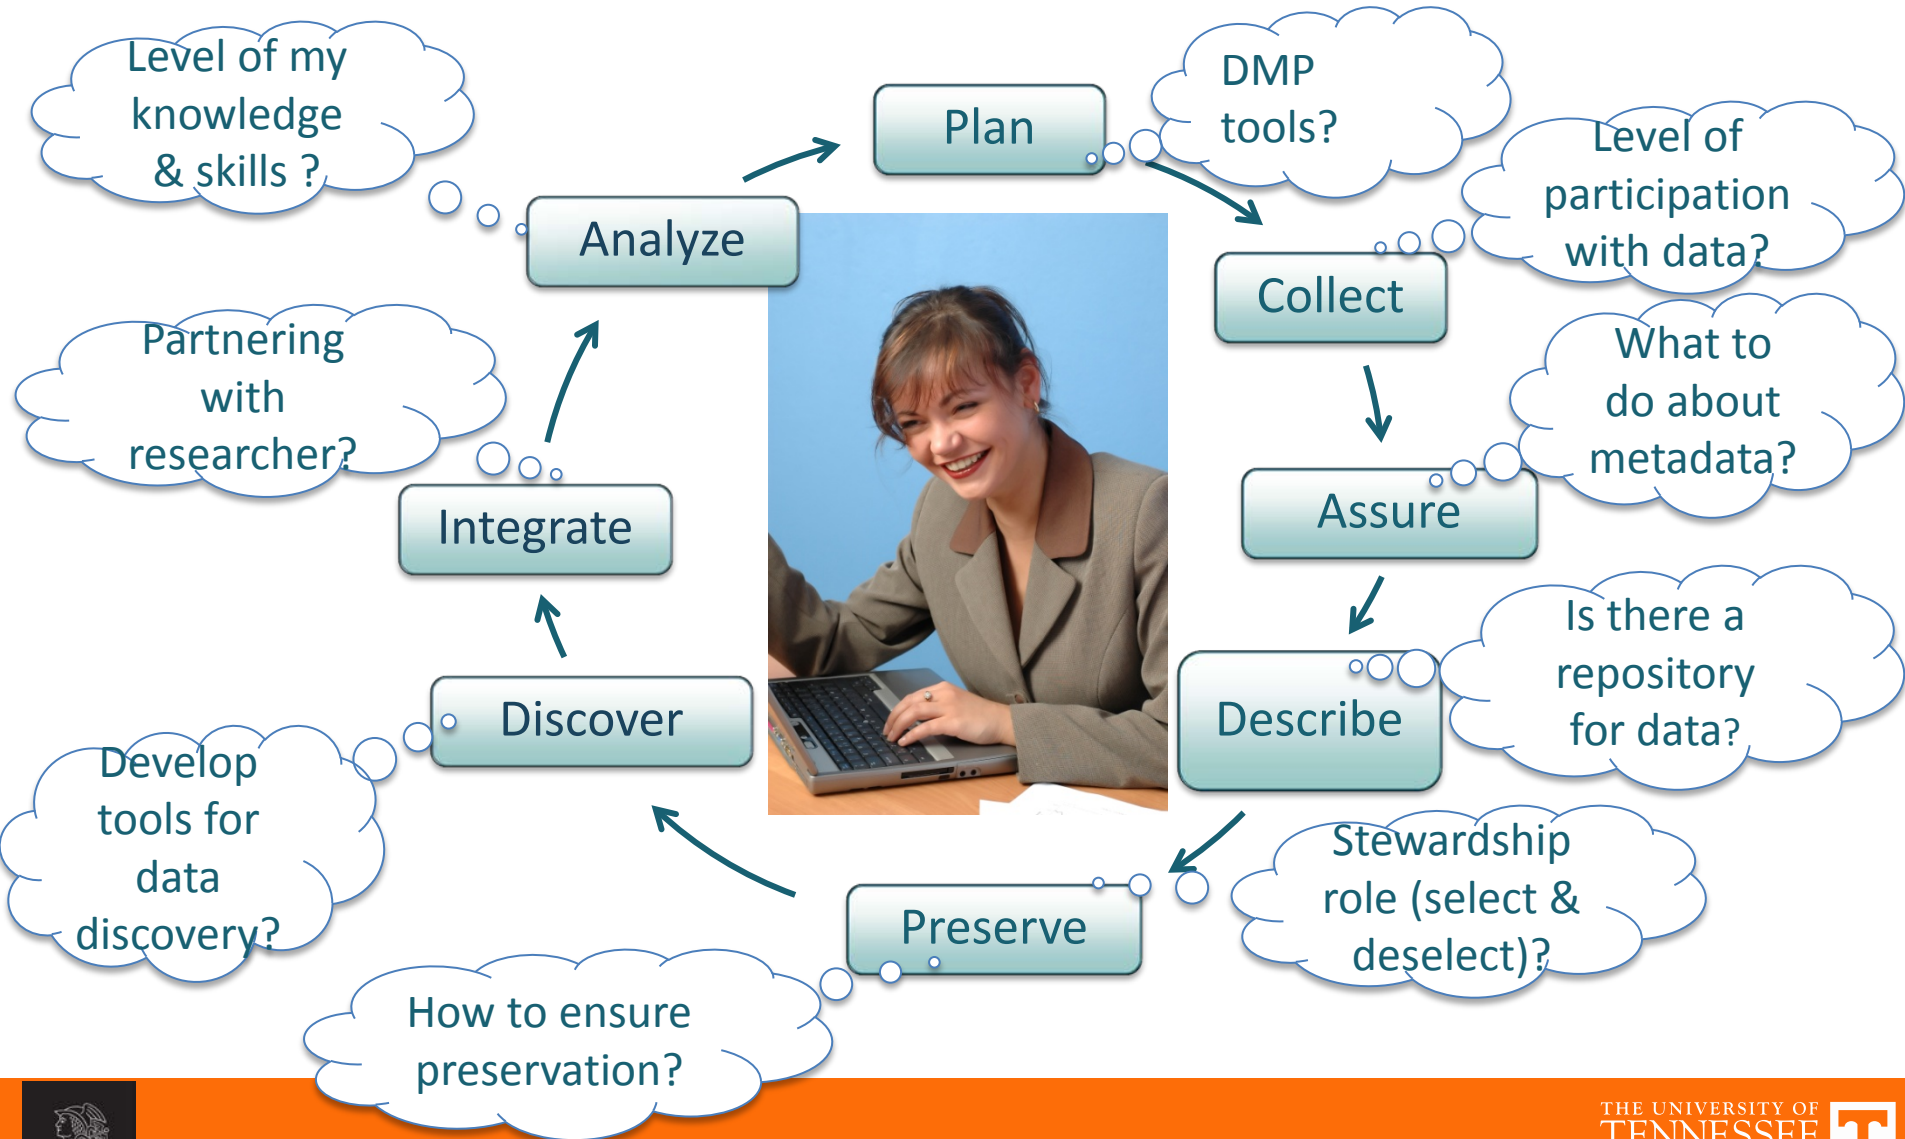 Level of my
knowledge
& skills ?
Plan
DMP
tools?
Level of
participation
with data?
Analyze
Collect
Partnering
with
researcher?
What to
do about
metadata?
Integrate
Assure
Is there a
repository
for data?
Discover
Describe
Develop
tools for
data
discovery?
Stewardship
role (select &
deselect)?
Preserve
How to ensure
preservation?
THE UNIVERSITY OF
TENNESSEE
T